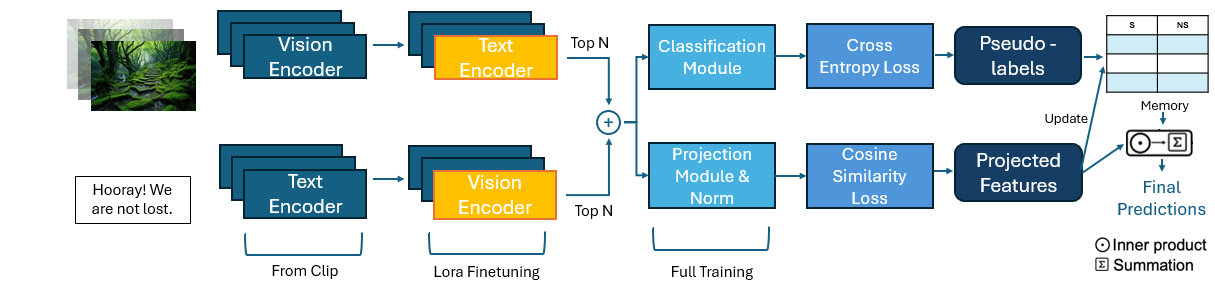 Vision
Encoder
Text
Encoder
Top N
Classification
Module
Cross
Entropy Loss
Pseudo -
labels
S
NS
Memory
Update
+
Hooray! We
are not lost.
Text
Encoder
Vision
Encoder
Top N
Projection
Module &
Norm
Cosine
Similarity
Loss
Projected
Features
Σ
Final
Predictions
From Clip
Lora Finetuning
Full Training
Inner product
Σ Summation